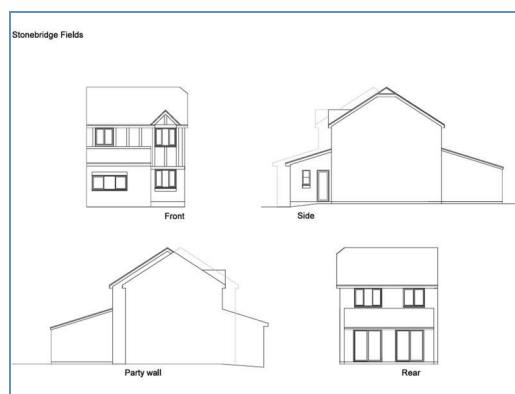 Stonebridge Fields
Front
Side
Party wall
Rear